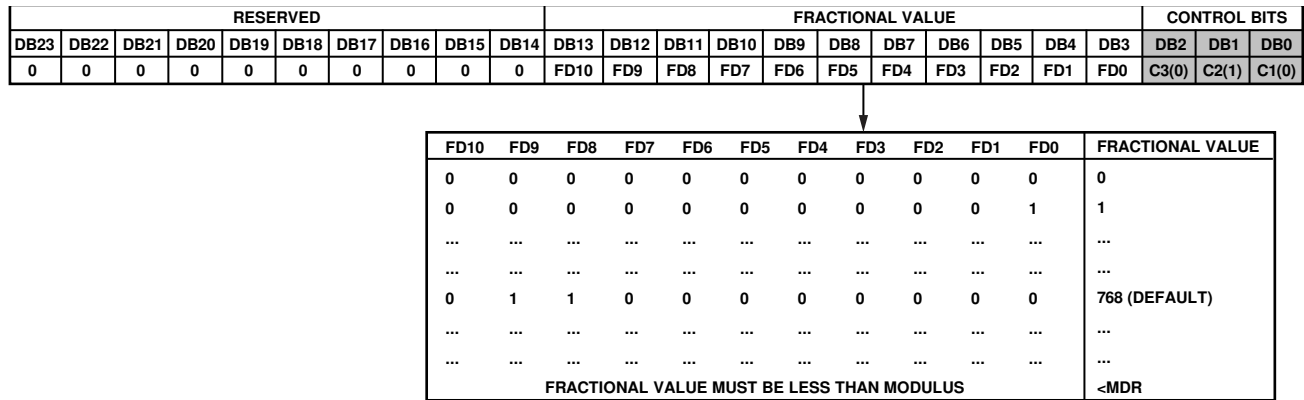 RESERVED FRACTIONAL VALUE CONTROL BITS
DB23 DB22 DB21 DB20 DB19 DB18 DB17 DB16 DB15 DB14 DB13 DB12 DB11 DB10 DB9 DB8 DB7 DB6 DB5 DB4 DB3 DB2 DB1 DB0
0 0 0 0 0 0 0 0 0 0 FD10 FD9 FD8 FD7 FD6 FD5 FD4 FD3 FD2 FD1 FD0 C3(0) C2(1) C1(0)
FD10 FD9 FD8 FD7 FD6 FD5 FD4 FD3 FD2 FD1 FD0 FRACTIONAL VALUE
0 0 0 0 0 0 0 0 0 0 0 0
0 0 0 0 0 0 0 0 0 0 1 1
... ... ... ... ... ... ... ... ... ... ... ...
... ... ... ... ... ... ... ... ... ... ... ...
0 1 1 0 0 0 0 0 0 0 0 768 (DEFAULT)
... ... ... ... ... ... ... ... ... ... ... ...
... ... ... ... ... ... ... ... ... ... ... ...
FRACTIONAL VALUE MUST BE LESS THAN MODULUS <MDR